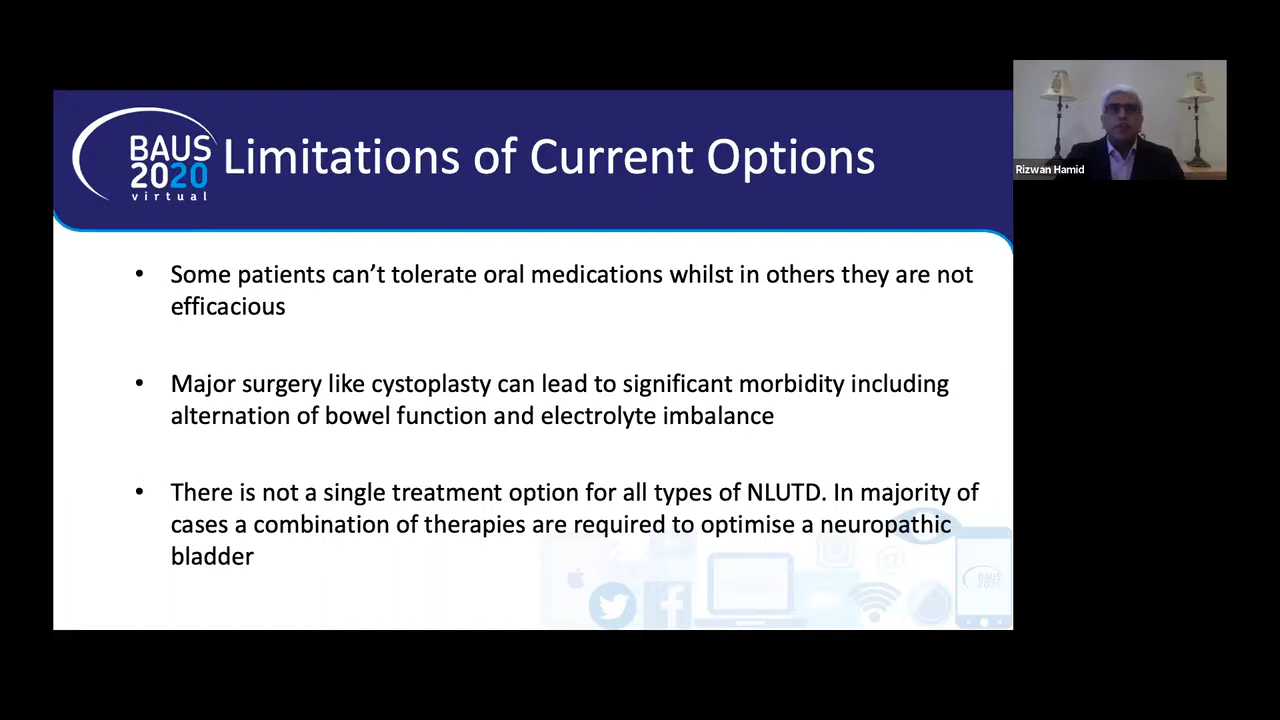 BAUS
2020
virtual
Limitations of Current Options
Rizwan Hamid
• Some patients can’t tolerate oral medications whilst in others they are not
efficacious
• Major surgery like cystoplasty can lead to significant morbidity including
alternation of bowel function and electrolyte imbalance
• There is not a single treatment option for all types of NLUTD. In majority of
cases a combination of therapies are required to optimise a neuropathic
bladder
BAUS
2020